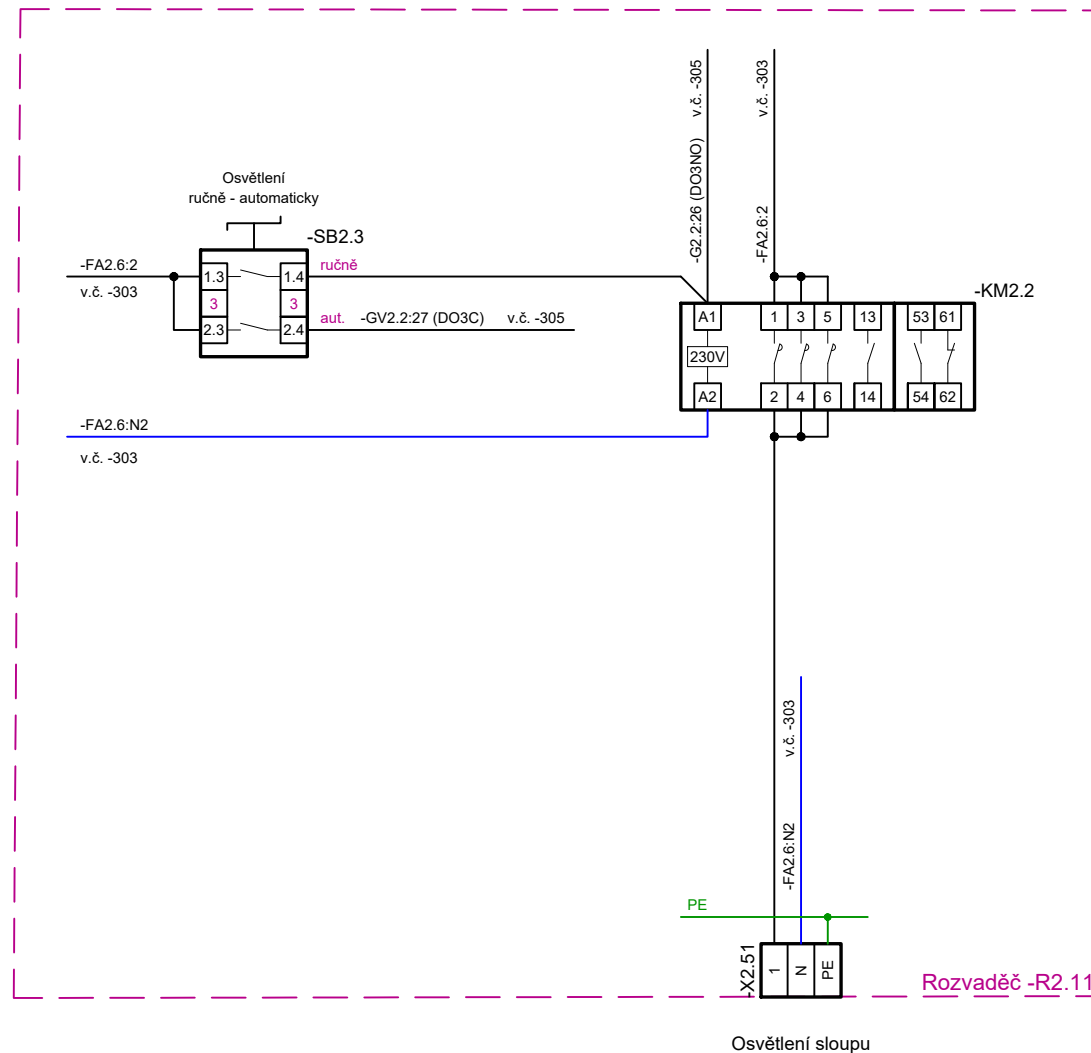 v.č. -305
v.č. -303
-G2.2:26 (DO3NO)
-FA2.6:2
Osvětlení
ručně - automaticky
-SB2.3
-FA2.6:2
v.č. -303
1.3
1.4
ručně
3
3
2.3
2.4
aut.
-GV2.2:27 (DO3C)
v.č. -305
-KM2.2
A1
1
3
5
13
53
61
230V
A2
2
4
6
14
54
62
-FA2.6:N2
v.č. -303
v.č. -303
-FA2.6:N2
PE
-X2.51
1
N
PE
Rozvaděč -R2.11
Osvětlení sloupu